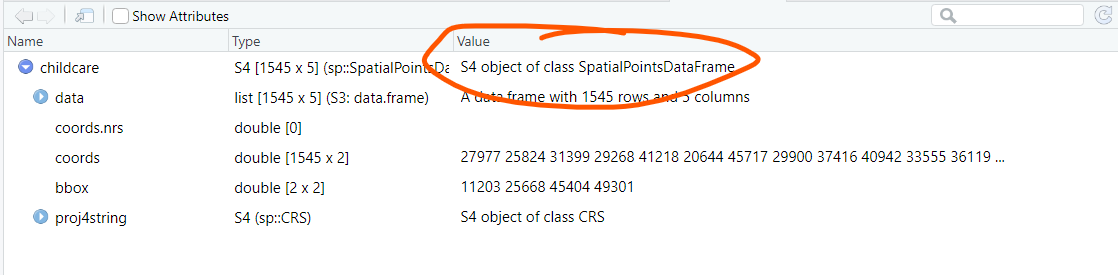 Show Attributes
Name Type Value
childcare S4 [1545 x 5] (sp::SpatialPointsDa S4 object of class SpatialPointsDataFrame
data list [1545 x 5] (S3: data.frame) A data.frame with 1545 rows and 5 columns
coords.nrs double [0]
coords double [1545 x 2] 27977 25824 31399 29268 41218 20644 45717 29900 37416 40942 33555 36119 ...
bbox double [2 x 2] 11203 25668 45404 49301
proj4string S4 (sp::CRS) S4 object of class CRS